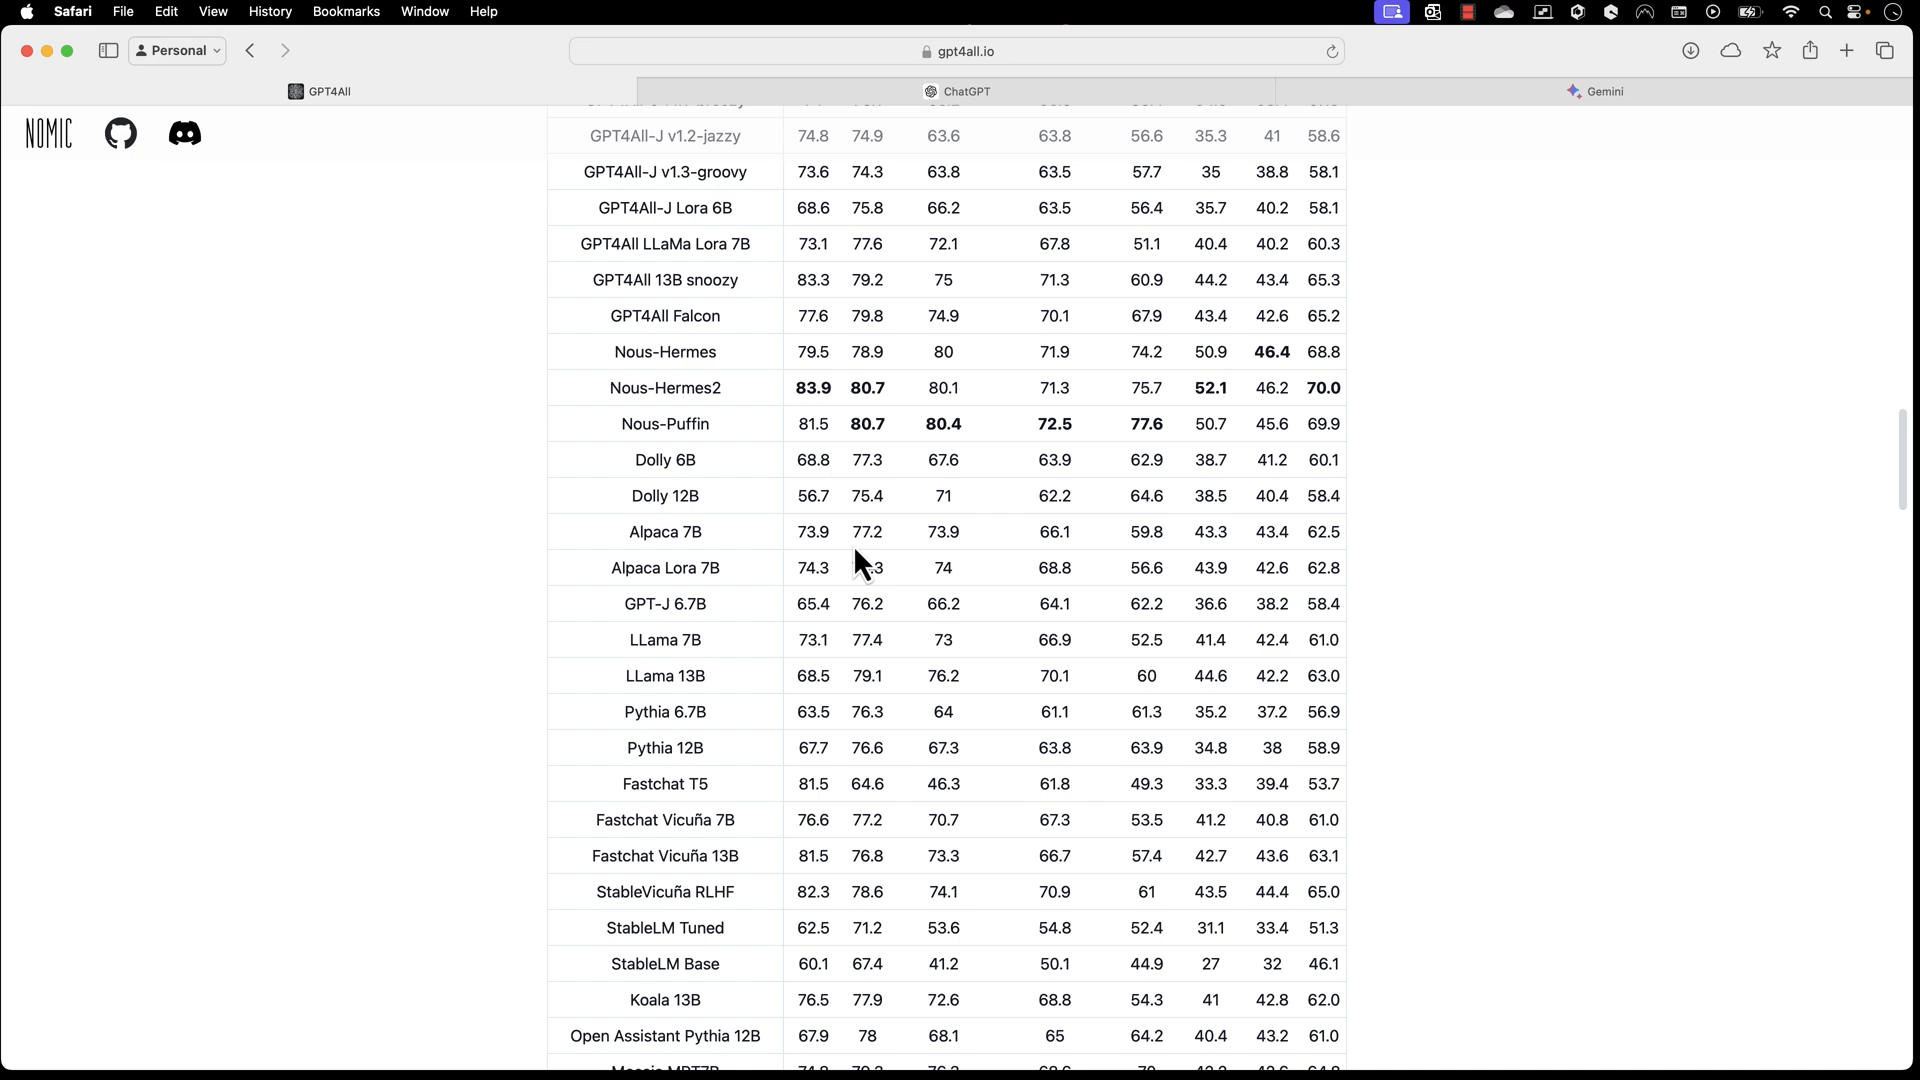 Safari File Edit View History Bookmarks Window Help
Personal
gpt4all.io
GPT4All ChatGPT Gemini
NOMIC
GPT4All-J v1.2-jazzy 74.8 74.9 63.6 63.8 56.6 35.3 41 58.6
GPT4All-J v1.3-groovy 73.6 74.3 63.8 63.5 57.7 35 38.8 58.1
GPT4All-J Lora 6B 68.6 75.8 66.2 63.5 56.4 35.7 40.2 58.1
GPT4All LLaMa Lora 7B 73.1 77.6 72.1 67.8 51.1 40.4 40.2 60.3
GPT4All 13B snoozy 83.3 79.2 75 71.3 60.9 44.2 43.4 65.3
GPT4All Falcon 77.6 79.8 74.9 70.1 67.9 43.4 42.6 65.2
Nous-Hermes 79.5 78.9 80 71.9 74.2 50.9 46.4 68.8
Nous-Hermes2 83.9 80.7 80.1 71.3 75.7 52.1 46.2 70.0
Nous-Puffin 81.5 80.7 80.4 72.5 77.6 50.7 45.6 69.9
Dolly 6B 68.8 77.3 67.6 63.9 62.9 38.7 41.2 60.1
Dolly 12B 56.7 75.4 71 62.2 64.6 38.5 40.4 58.4
Alpaca 7B 73.9 77.2 73.9 66.1 59.8 43.3 43.4 62.5
Alpaca Lora 7B 74.3 74 68.8 56.6 43.9 42.6 62.8
GPT-J 6.7B 65.4 76.2 66.2 64.1 62.2 36.6 38.2 58.4
LLama 7B 73.1 77.4 73 66.9 52.5 41.4 42.4 61.0
LLama 13B 68.5 79.1 76.2 70.1 60 44.6 42.2 63.0
Pythia 6.7B 63.5 76.3 64 61.1 61.3 35.2 37.2 56.9
Pythia 12B 67.7 76.6 67.3 63.8 63.9 34.8 38 58.9
Fastchat T5 81.5 64.6 46.3 61.8 49.3 33.3 39.4 53.7
Fastchat Vicuña 7B 76.6 77.2 70.7 67.3 53.5 41.2 40.8 61.0
Fastchat Vicuña 13B 81.5 76.8 73.3 66.7 57.4 42.7 43.6 63.1
StableVicuña RLHF 82.3 78.6 74.1 70.9 61 43.5 44.4 65.0
StableLM Tuned 62.5 71.2 53.6 54.8 52.4 31.1 33.4 51.3
StableLM Base 60.1 67.4 41.2 50.1 44.9 27 32 46.1
Koala 13B 76.5 77.9 72.6 68.8 54.3 41 42.8 62.0
Open Assistant Pythia 12B 67.9 78 68.1 65 64.2 40.4 43.2 61.0